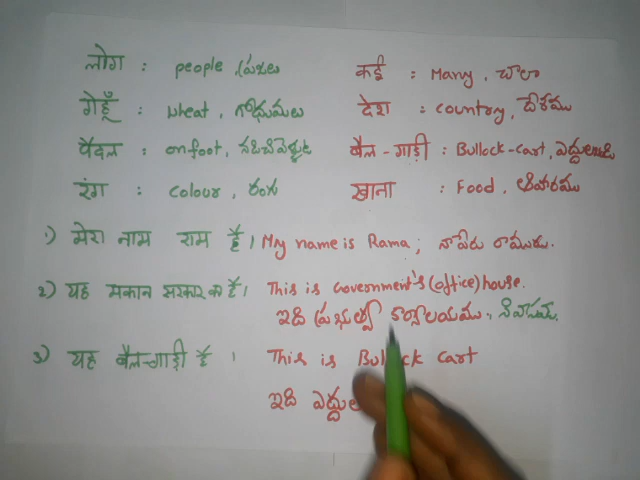 लोग : people, ప్రజలు
कई : Many, చాలా
गेहूँ : wheat, గోధుమలు
देश : country, దేశము
पैदल : onfoot, నడిచివెళ్ళుట
बैल-गाड़ी : Bullock-cart, ఎద్దులబండి
रंग : colour, రంగు
खाना : Food, ఆహారము
1) मेरा नाम राम है। My name is Rama; నా పేరు రాముడు.
2) यह मकान सरकार का है। This is Government's (office) house.
ఇది ప్రభుత్వ కార్యాలయము, నివాసము.
3) यह बैल-गाड़ी है । This is Bullock cart
ఇది ఎద్దుల